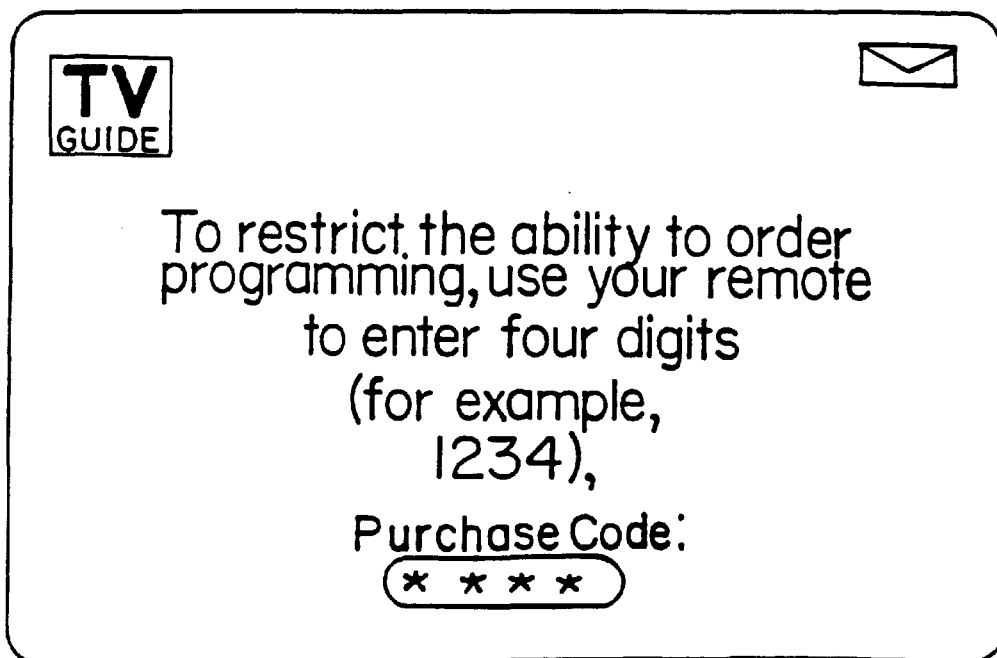 TV
GUIDE
To restrict the ability to order
programming, use your remote
to enter four digits
(for example,
1234),
Purchase Code:
* * * *